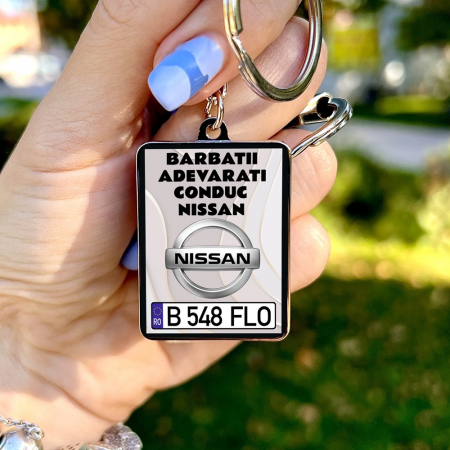 BARBATII
ADEVARATI
CONDUC
NISSAN
NISSAN
RO B 548 FLO